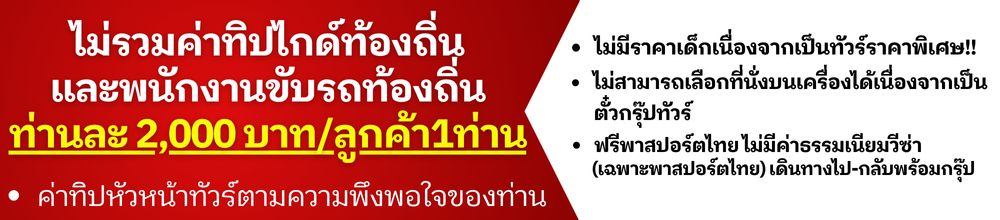 ไม่รวมค่าทิปไกด์ท้องถิ่น
และพนักงานขับรถท้องถิ่น
ท่านละ 2,000 บาท/ลูกค้า1ท่าน
• ค่าทิปหัวหน้าทัวร์ตามความพึงพอใจของท่าน
• ไม่มีราคาเด็กเนื่องจากเป็นทัวร์ราคาพิเศษ!!
• ไม่สามารถเลือกที่นั่งบนเครื่องได้เนื่องจากเป็น
ตั๋วกรุ๊ปทัวร์
• ฟรีพาสปอร์ตไทย ไม่มีค่าธรรมเนียมวีซ่า
(เฉพาะพาสปอร์ตไทย) เดินทางไป-กลับพร้อมกรุ๊ป